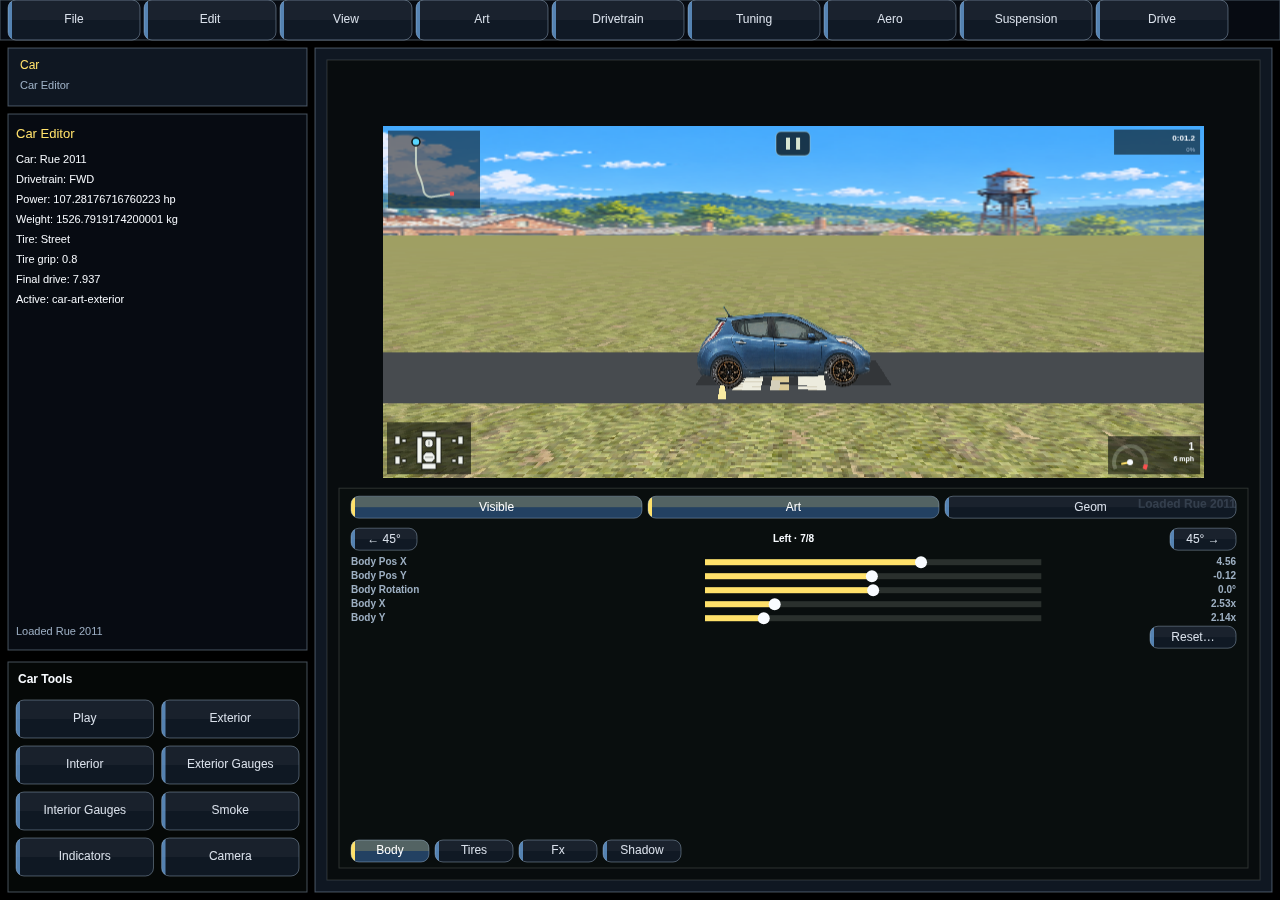 File
Edit
View
Art
Drivetrain
Tuning
Aero
Suspension
Drive
Car
Car Editor
Car Editor
Car: Rue 2011
Drivetrain: FWD
Power: 107.28176716760223 hp
Weight: 1526.7919174200001 kg
Tire: Street
Tire grip: 0.8
Final drive: 7.937
Active: car-art-exterior
Loaded Rue 2011
Car Tools
Play
Exterior
Interior
Exterior Gauges
Interior Gauges
Smoke
Indicators
Camera
0:01.2
0%
1
6 mph
Visible
Art
Geom
Loaded Rue 2011
← 45°
Left · 7/8
45° →
Body Pos X 4.56
Body Pos Y -0.12
Body Rotation 0.0°
Body X 2.53x
Body Y 2.14x
Reset…
Body
Tires
Fx
Shadow